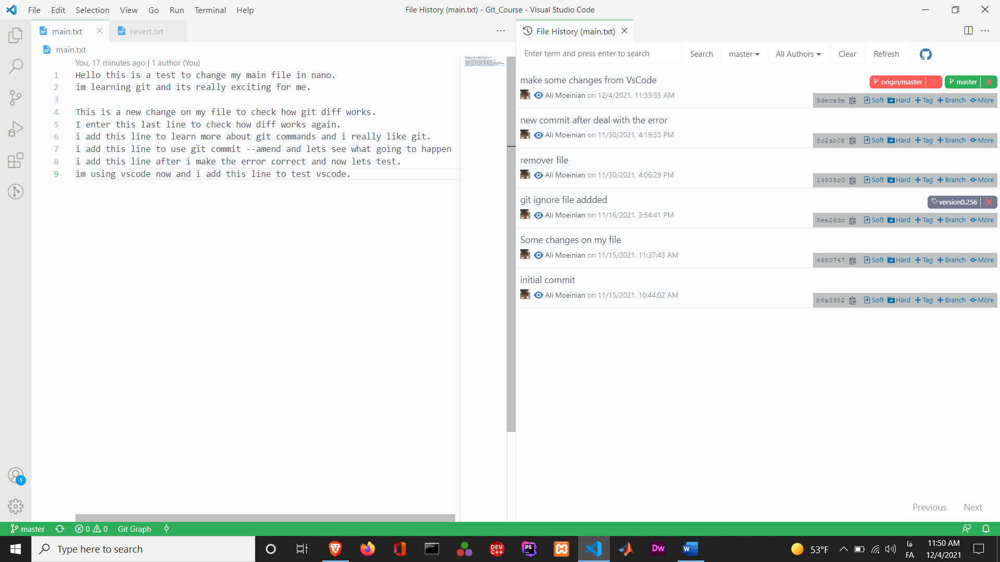 File Edit Selection View Go Run Terminal Help
File History (main.txt) - Git_Course - Visual Studio Code
main.txt
revert.txt
main.txt
You, 17 minutes ago | 1 author (You)
1 Hello this is a test to change my main file in nano.
2 im learning git and its really exciting for me.
3
4 This is a new change on my file to check how git diff works.
5 I enter this last line to check how diff works again.
6 i add this line to learn more about git commands and i really like git.
7 i add this line to use git commit --amend and lets see what going to happen
8 i add this line after i make the error correct and now lets test.
9 im using vscode now and i add this line to test vscode.
File History (main.txt)
Enter term and press enter to search Search master All Authors Clear Refresh
make some changes from VsCode origin/master master
Ali Moeinian on 12/4/2021, 11:33:35 AM
5deca9e Soft Hard Tag Branch More
new commit after deal with the error
Ali Moeinian on 11/30/2021, 4:19:33 PM
8c2ab08 Soft Hard Tag Branch More
remover file
Ali Moeinian on 11/30/2021, 4:06:29 PM
19935c0 Soft Hard Tag Branch More
git ignore file addded version0.256
Ali Moeinian on 11/16/2021, 3:54:41 PM
5ee26dc Soft Hard Tag Branch More
Some changes on my file
Ali Moeinian on 11/15/2021, 11:37:43 AM
4650747 Soft Hard Tag Branch More
initial commit
Ali Moeinian on 11/15/2021, 10:44:02 AM
b6a3982 Soft Hard Tag Branch More
Previous Next
1
master 0 0 Git Graph
Type here to search
DEV C++
PS
Dw
W
53°F
فا
FA
11:50 AM
12/4/2021